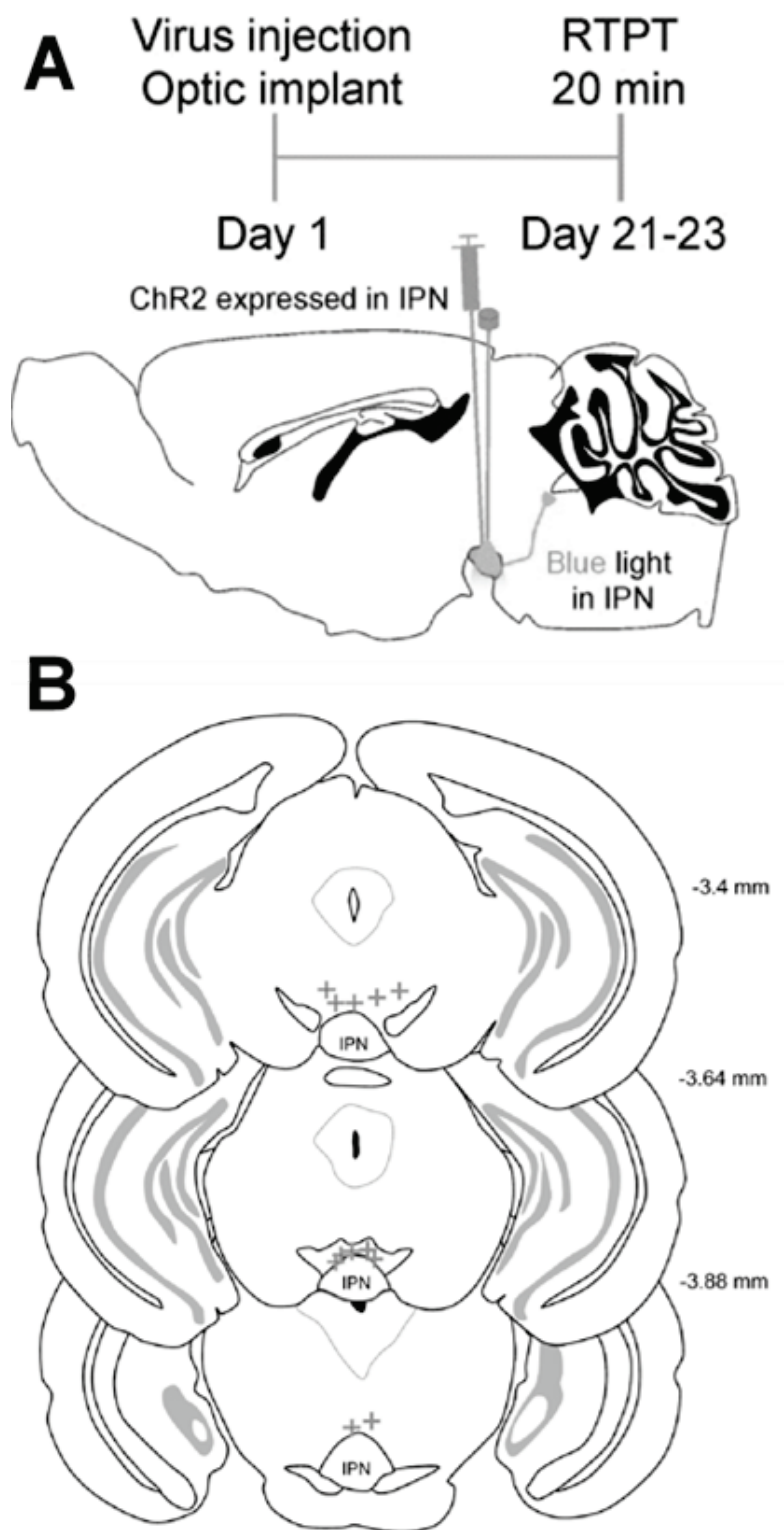 A
Virus injection
Optic implant
RTPT
20 min
Day 1
Day 21-23
ChR2 expressed in IPN
Blue light
in IPN
B
-3.4 mm
IPN
-3.64 mm
IPN
-3.88 mm
IPN